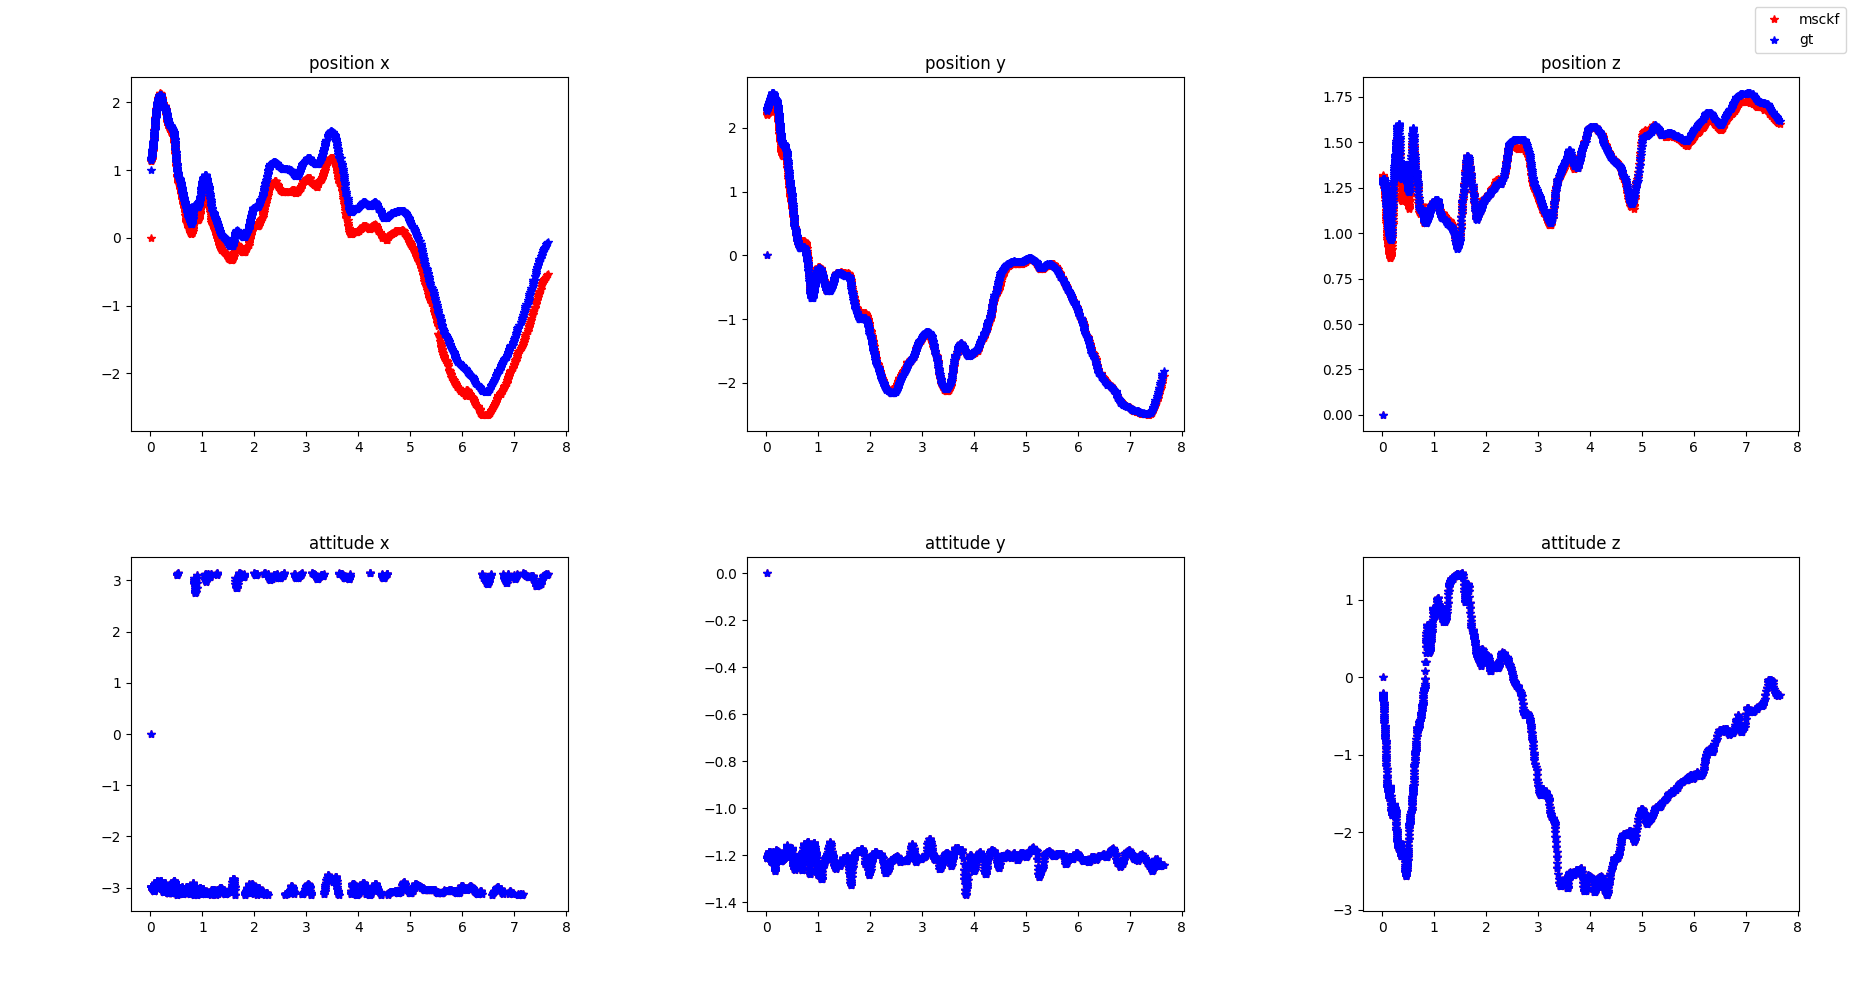 msckf
gt
position x
position y
position z
2
1
0
−1
−2
0 1 2 3 4 5 6 7 8
2
1
0
−1
−2
0 1 2 3 4 5 6 7 8
1.75
1.50
1.25
1.00
0.75
0.50
0.25
0.00
0 1 2 3 4 5 6 7 8
attitude x
attitude y
attitude z
3
2
1
0
−1
−2
−3
0 1 2 3 4 5 6 7 8
0.0
−0.2
−0.4
−0.6
−0.8
−1.0
−1.2
−1.4
0 1 2 3 4 5 6 7 8
1
0
−1
−2
−3
0 1 2 3 4 5 6 7 8